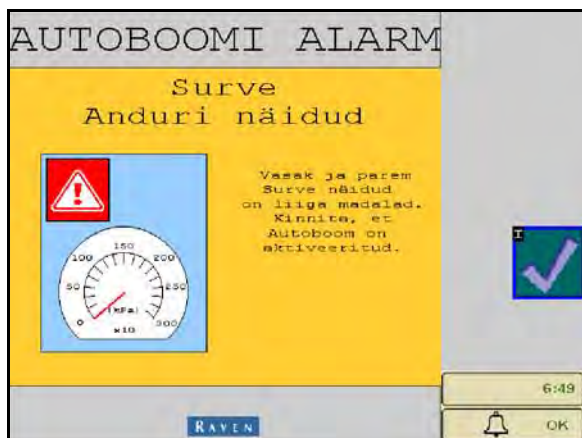 AUTOBOOMI ALARM
Surve
Anduri näidud
Vasak ja parem
Surve näidud
on liiga madalad.
Kinnita, et
Autoboom on
aktiveeritud.
150
100 200
50 250
0 300
(kPa)
x10
I
6:49
OK
RAVEN